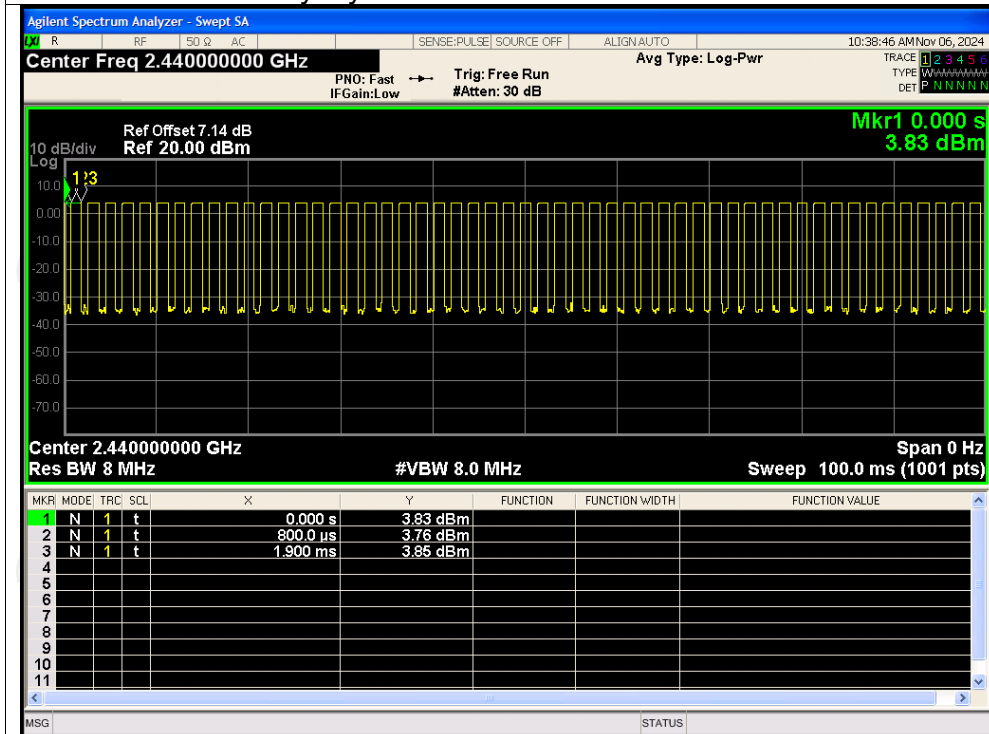 Agilent Spectrum Analyzer - Swept SA
LXI R RF 50 Ω AC SENSE:PULSE SOURCE OFF ALIGN AUTO 10:38:46 AM Nov 06, 2024
Center Freq 2.440000000 GHz
PNO: Fast
IFGain:Low
Trig: Free Run
#Atten: 30 dB
Avg Type: Log-Pwr
TRACE 1 2 3 4 5 6
TYPE WWWWWW
DET P N N N N N
Ref Offset 7.14 dB
10 dB/div Ref 20.00 dBm
Mkr1 0.000 s
3.83 dBm
Log
10.0
0.00
-10.0
-20.0
-30.0
-40.0
-50.0
-60.0
-70.0
Center 2.440000000 GHz Span 0 Hz
Res BW 8 MHz #VBW 8.0 MHz Sweep 100.0 ms (1001 pts)
MKR MODE TRC SCL X Y FUNCTION FUNCTION WIDTH FUNCTION VALUE
1 N 1 t 0.000 s 3.83 dBm
2 N 1 t 800.0 µs 3.76 dBm
3 N 1 t 1.900 ms 3.85 dBm
4
5
6
7
8
9
10
11
MSG STATUS